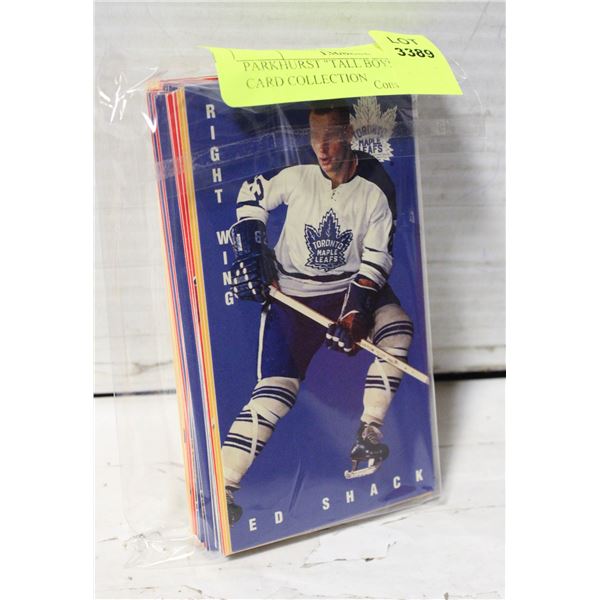 LOT
3389
PARKHURST "TALL BOY
CARD COLLECTION
RIGHT WING
TORONTO
MAPLE
LEAFS
TORONTO
MAPLE
LEAFS
ED SHACK